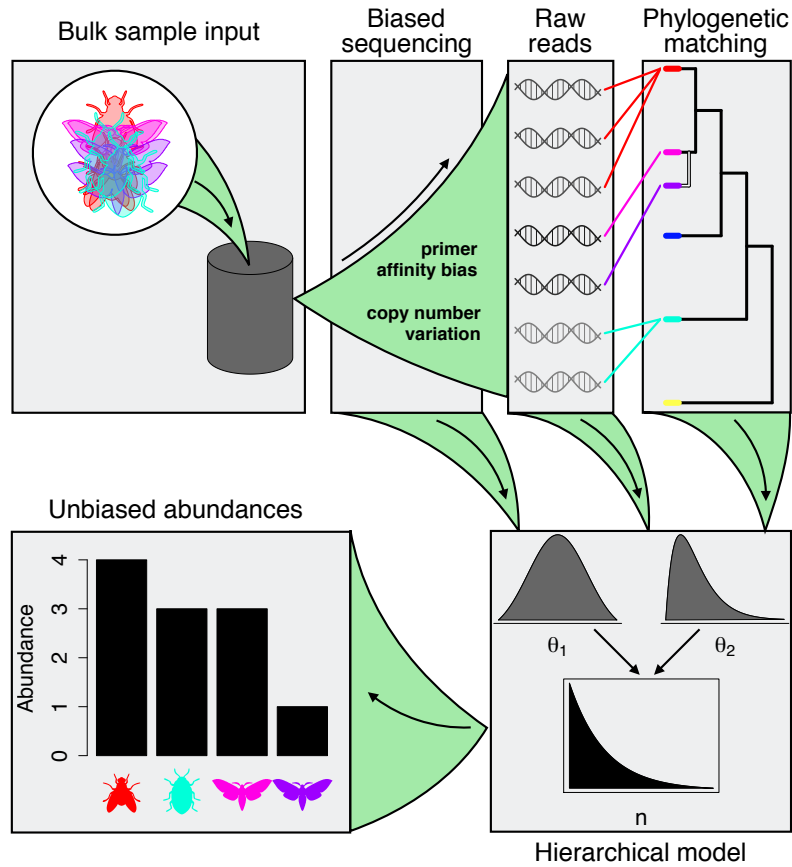 Bulk sample input
Biased
sequencing
Raw
reads
Phylogenetic
matching
primer
affinity bias
copy number
variation
Unbiased abundances
Abundance
4
3
2
1
0
θ1
θ2
n
Hierarchical model